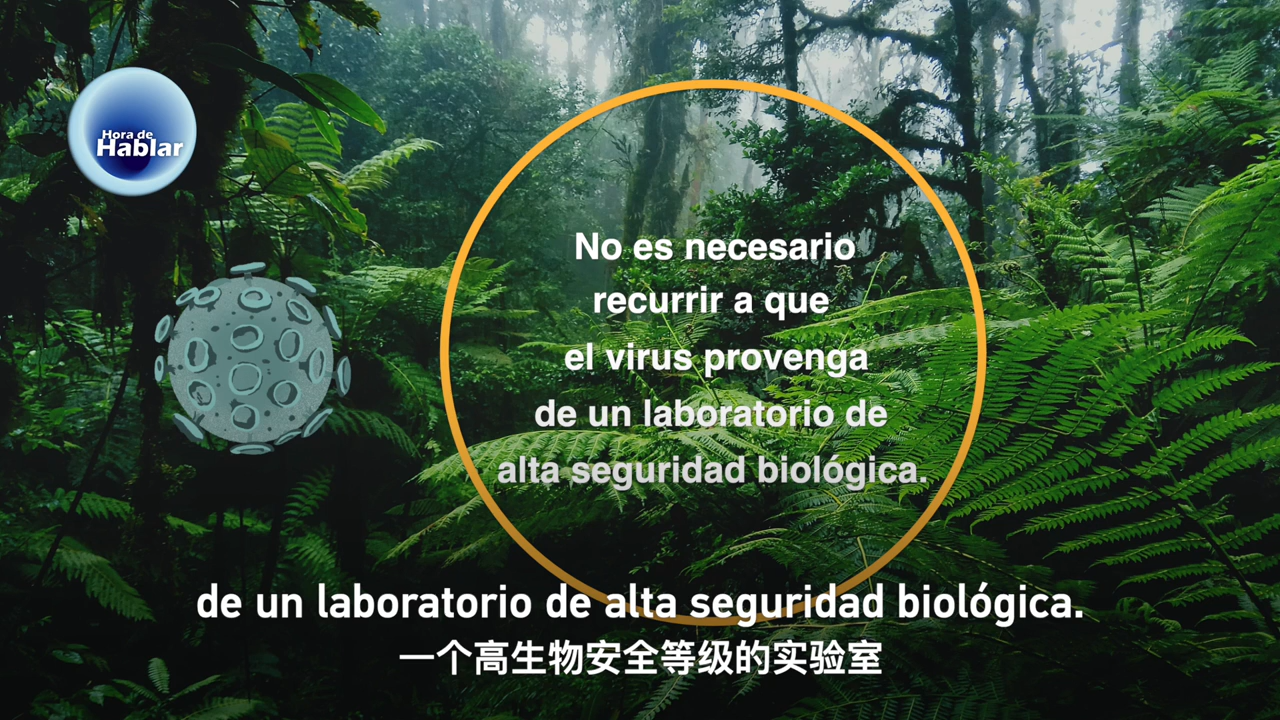 Hora de
Hablar
No es necesario
recurrir a que
el virus provenga
de un laboratorio de
alta seguridad biológica.
de un laboratorio de alta seguridad biológica.
一个高生物安全等级的实验室